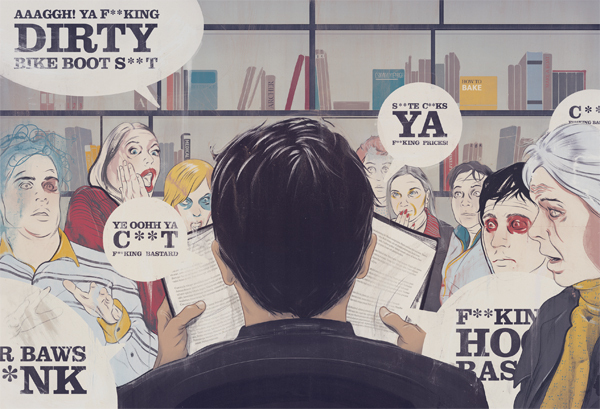 AAAGGH! YA F**KING
DIRTY
BIKE BOOT S**T
HOW TO
BAKE
S**TE C**KS
YA
F**KING PRICKS!
C**
YE OOHH YA
C**T
F**KING BASTARD
R BAWS
*NK
F**KIN
HOO
BAS